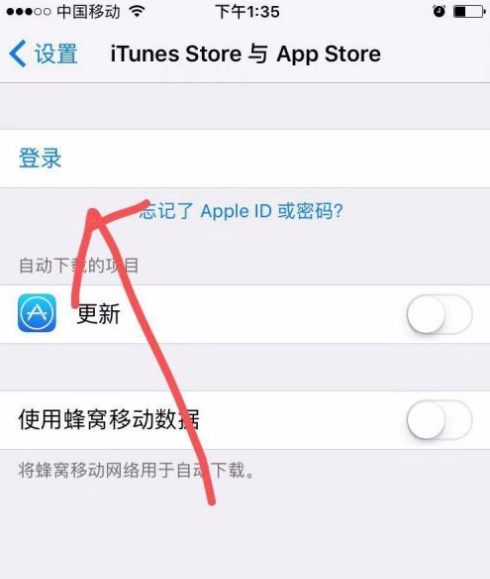 中国移动 下午1:35
设置 iTunes Store 与 App Store
登录
忘记了 Apple ID 或密码?
自动下载的项目
更新
使用蜂窝移动数据
将蜂窝移动网络用于自动下载。